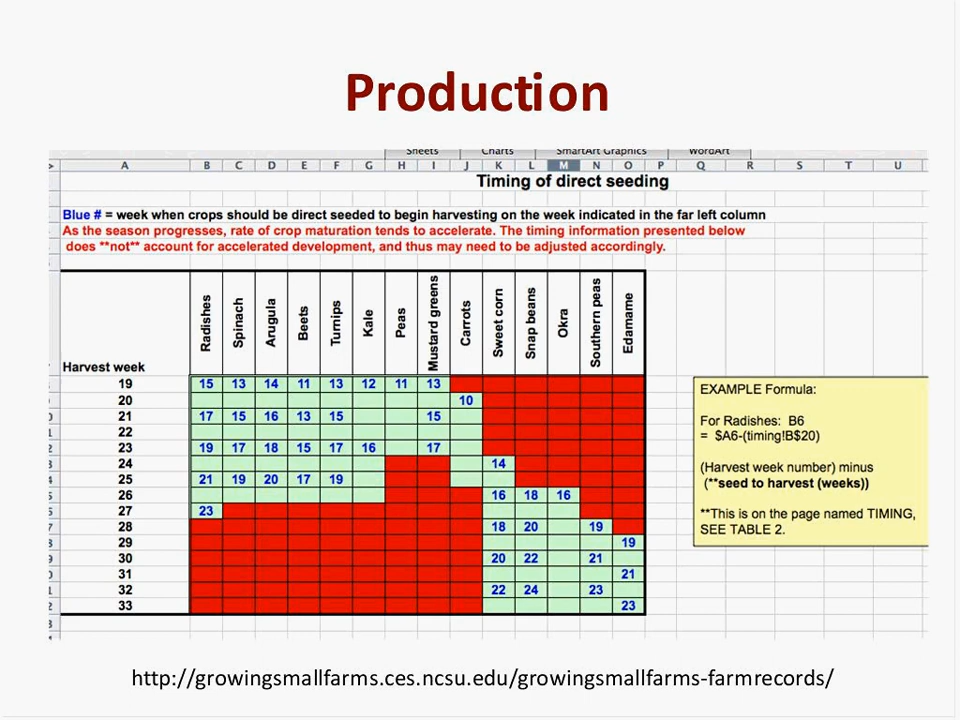 Production
Sheets Charts SmartArt Graphics WordArt
A B C D E F G H I J K L M N O P Q R S T U
Timing of direct seeding
Blue # = week when crops should be direct seeded to begin harvesting on the week indicated in the far left column
As the season progresses, rate of crop maturation tends to accelerate. The timing information presented below
does **not** account for accelerated development, and thus may need to be adjusted accordingly.
Harvest week Radishes Spinach Arugula Beets Turnips Kale Peas Mustard greens Carrots Sweet corn Snap beans Okra Southern peas Edamame
19 15 13 14 11 13 12 11 13
20 10
21 17 15 16 13 15 15
22
23 19 17 18 15 17 16 17
24 14
25 21 19 20 17 19
26 16 18 16
27 23
28 18 20 19
29 19
30 20 22 21
31 21
32 22 24 23
33 23
EXAMPLE Formula:
For Radishes: B6
= $A6-(timing!B$20)
(Harvest week number) minus
(**seed to harvest (weeks))
**This is on the page named TIMING,
SEE TABLE 2.
http://growingsmallfarms.ces.ncsu.edu/growingsmallfarms-farmrecords/